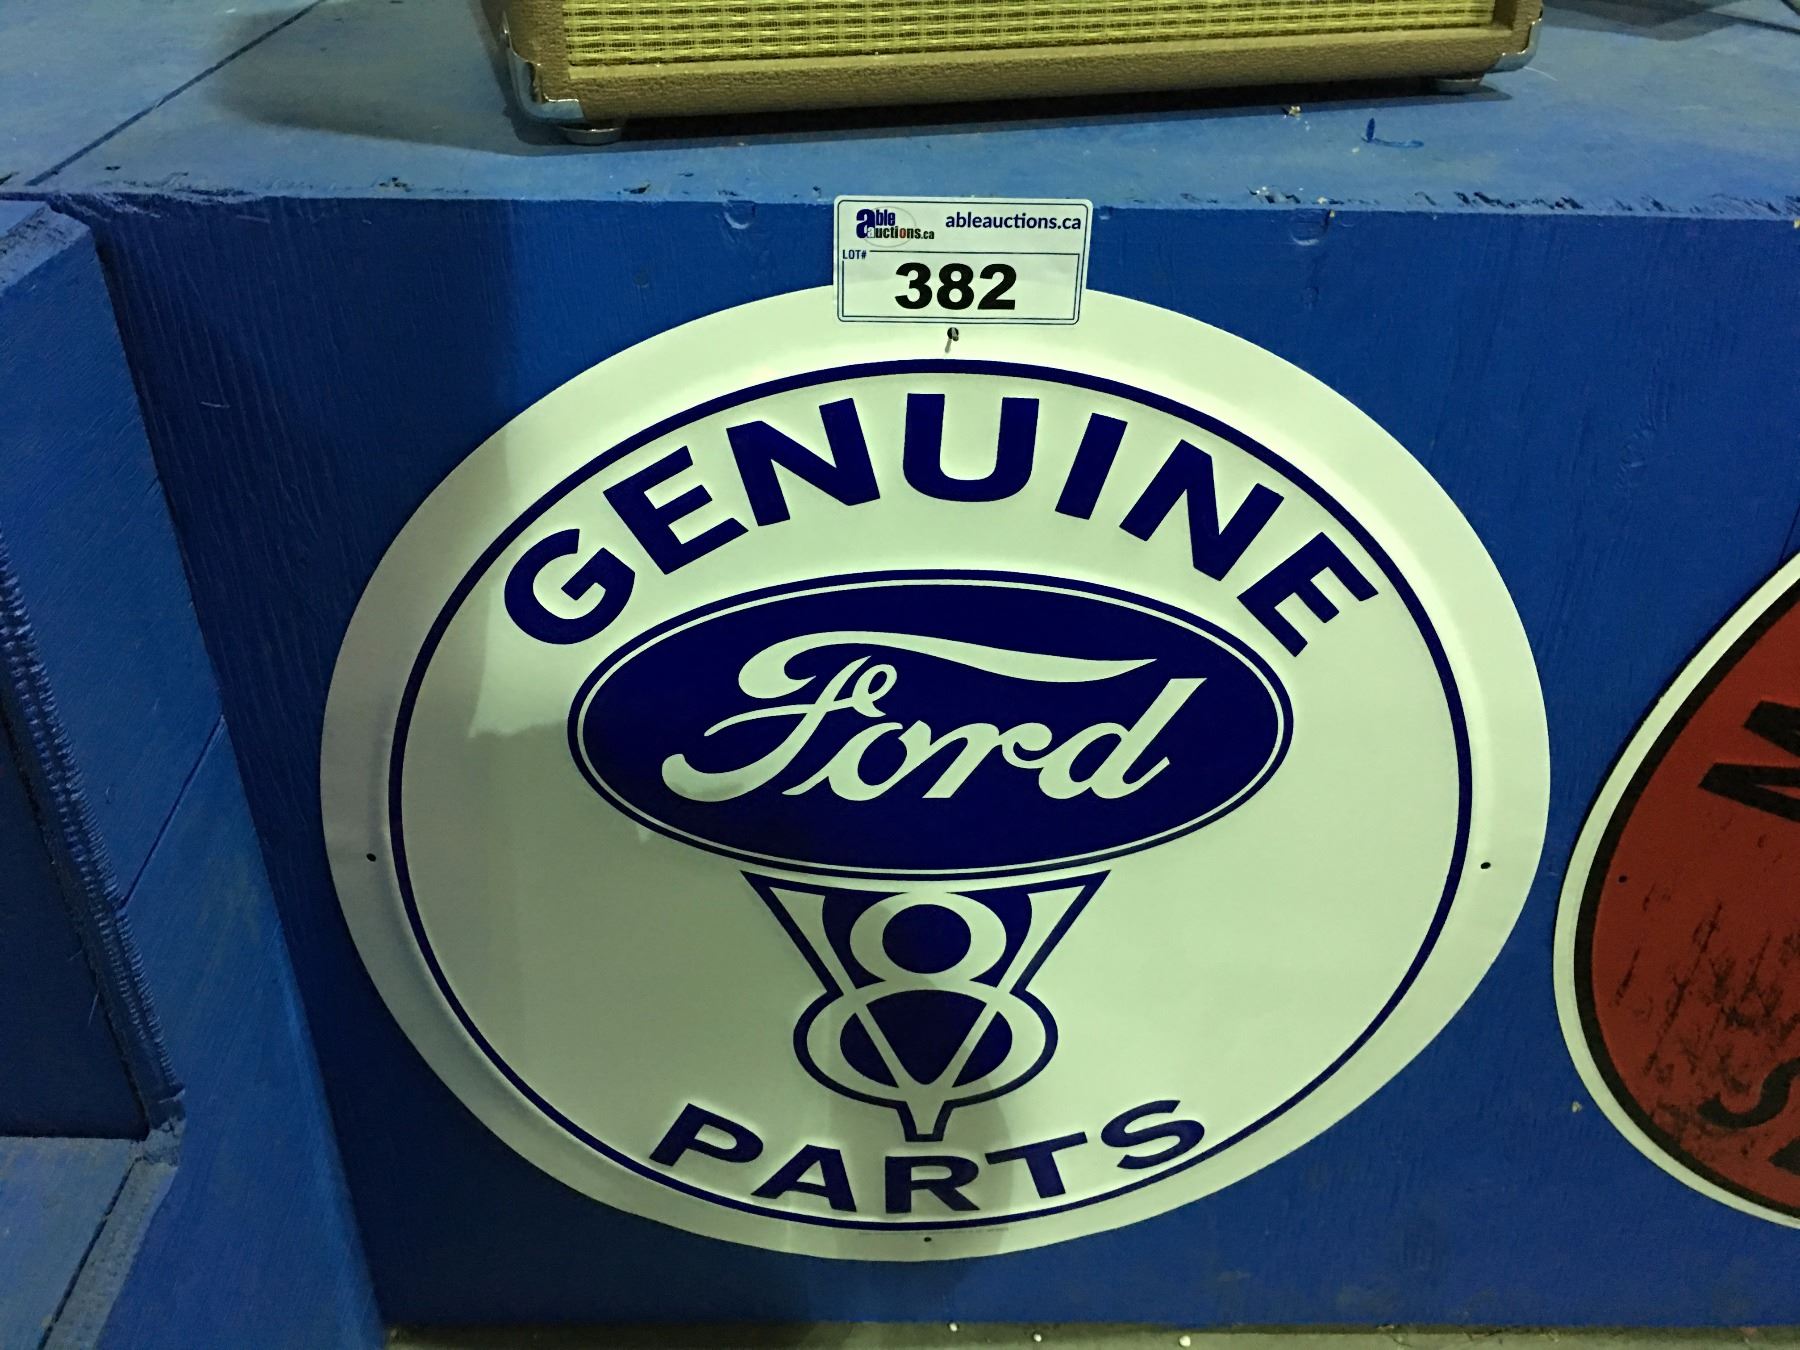 able
auctions.ca
ableauctions.ca
LOT#
382
GENUINE
Ford
V8
PARTS